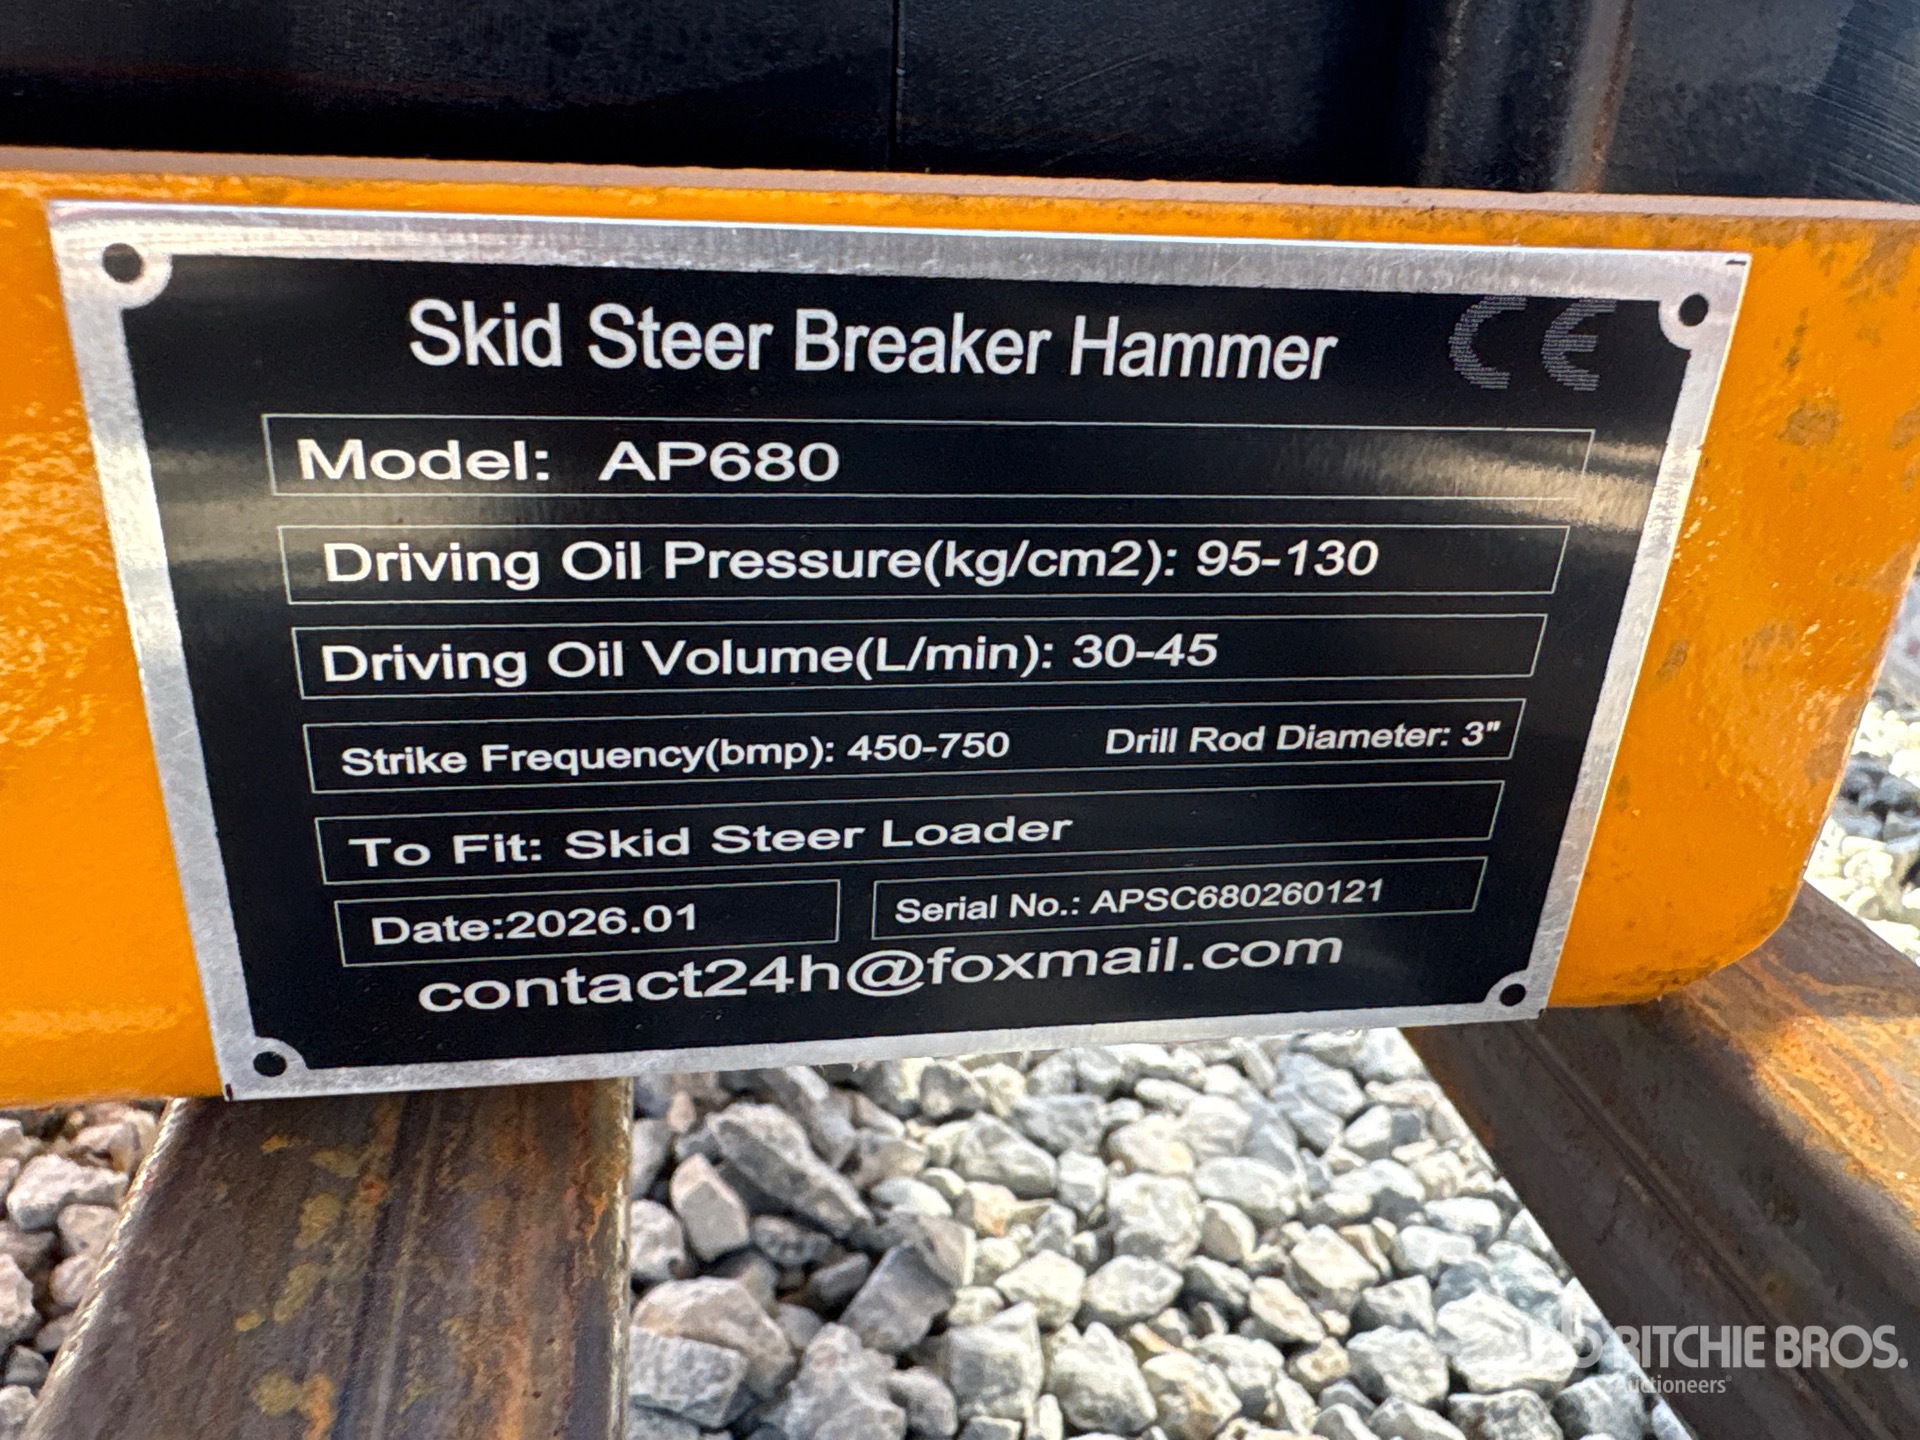 Skid Steer Breaker Hammer
CE
Model: AP680
Driving Oil Pressure(kg/cm2): 95-130
Driving Oil Volume(L/min): 30-45
Strike Frequency(bmp): 450-750 Drill Rod Diameter: 3"
To Fit: Skid Steer Loader
Date:2026.01 Serial No.: APSC680260121
contact24h@foxmail.com
RITCHIE BROS.
Auctioneers